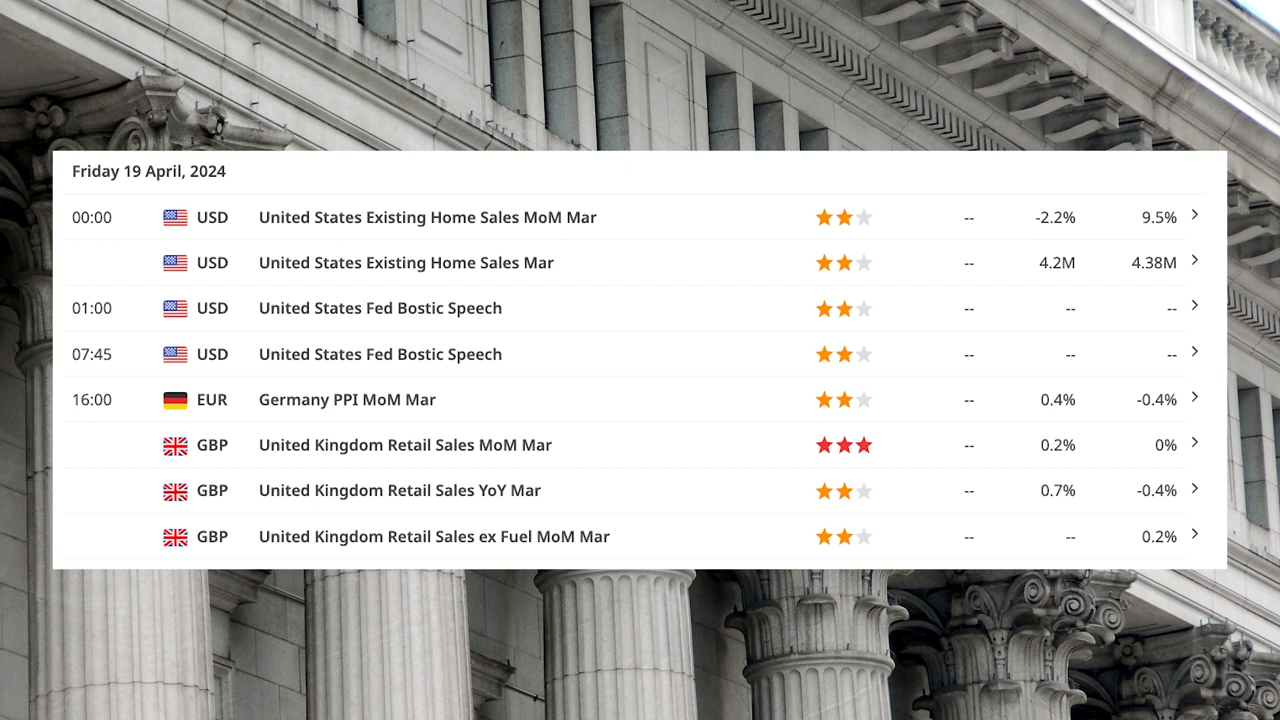 Friday 19 April, 2024
00:00 USD United States Existing Home Sales MoM Mar -- -2.2% 9.5%
USD United States Existing Home Sales Mar -- 4.2M 4.38M
01:00 USD United States Fed Bostic Speech -- -- --
07:45 USD United States Fed Bostic Speech -- -- --
16:00 EUR Germany PPI MoM Mar -- 0.4% -0.4%
GBP United Kingdom Retail Sales MoM Mar -- 0.2% 0%
GBP United Kingdom Retail Sales YoY Mar -- 0.7% -0.4%
GBP United Kingdom Retail Sales ex Fuel MoM Mar -- -- 0.2%